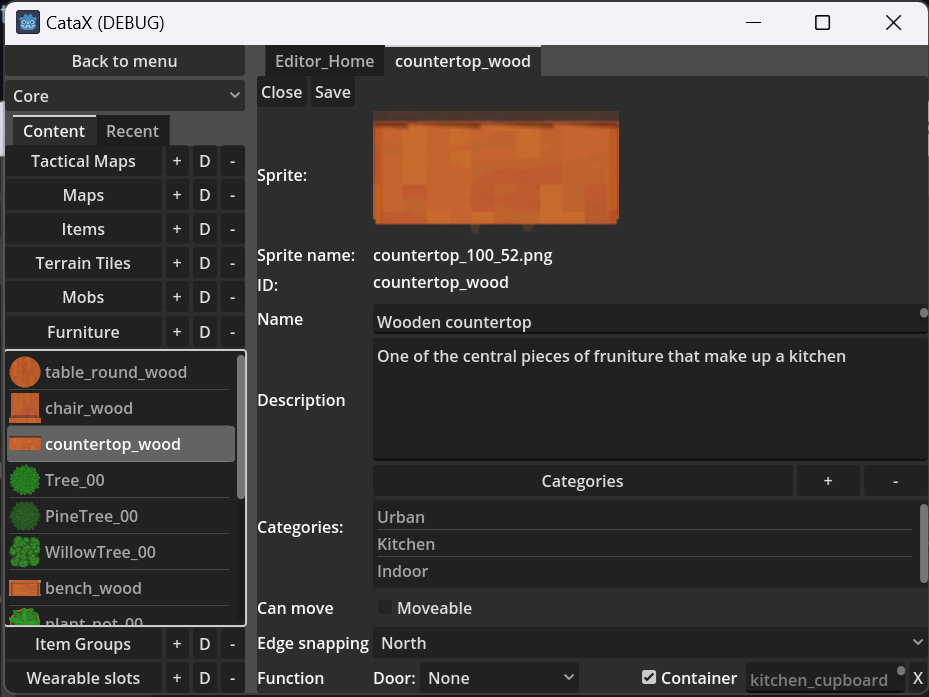 CataX (DEBUG)
Back to menu
Core
Content Recent
Tactical Maps + D -
Maps + D -
Items + D -
Terrain Tiles + D -
Mobs + D -
Furniture + D -
table_round_wood
chair_wood
countertop_wood
Tree_00
PineTree_00
WillowTree_00
bench_wood
plant_pot_00
Item Groups + D -
Wearable slots + D -
Editor_Home countertop_wood
Close Save
Sprite:
Sprite name: countertop_100_52.png
ID: countertop_wood
Name Wooden countertop
Description One of the central pieces of fruniture that make up a kitchen
Categories + -
Categories: Urban
Kitchen
Indoor
Can move Moveable
Edge snapping North
Function Door: None Container kitchen_cupboard X